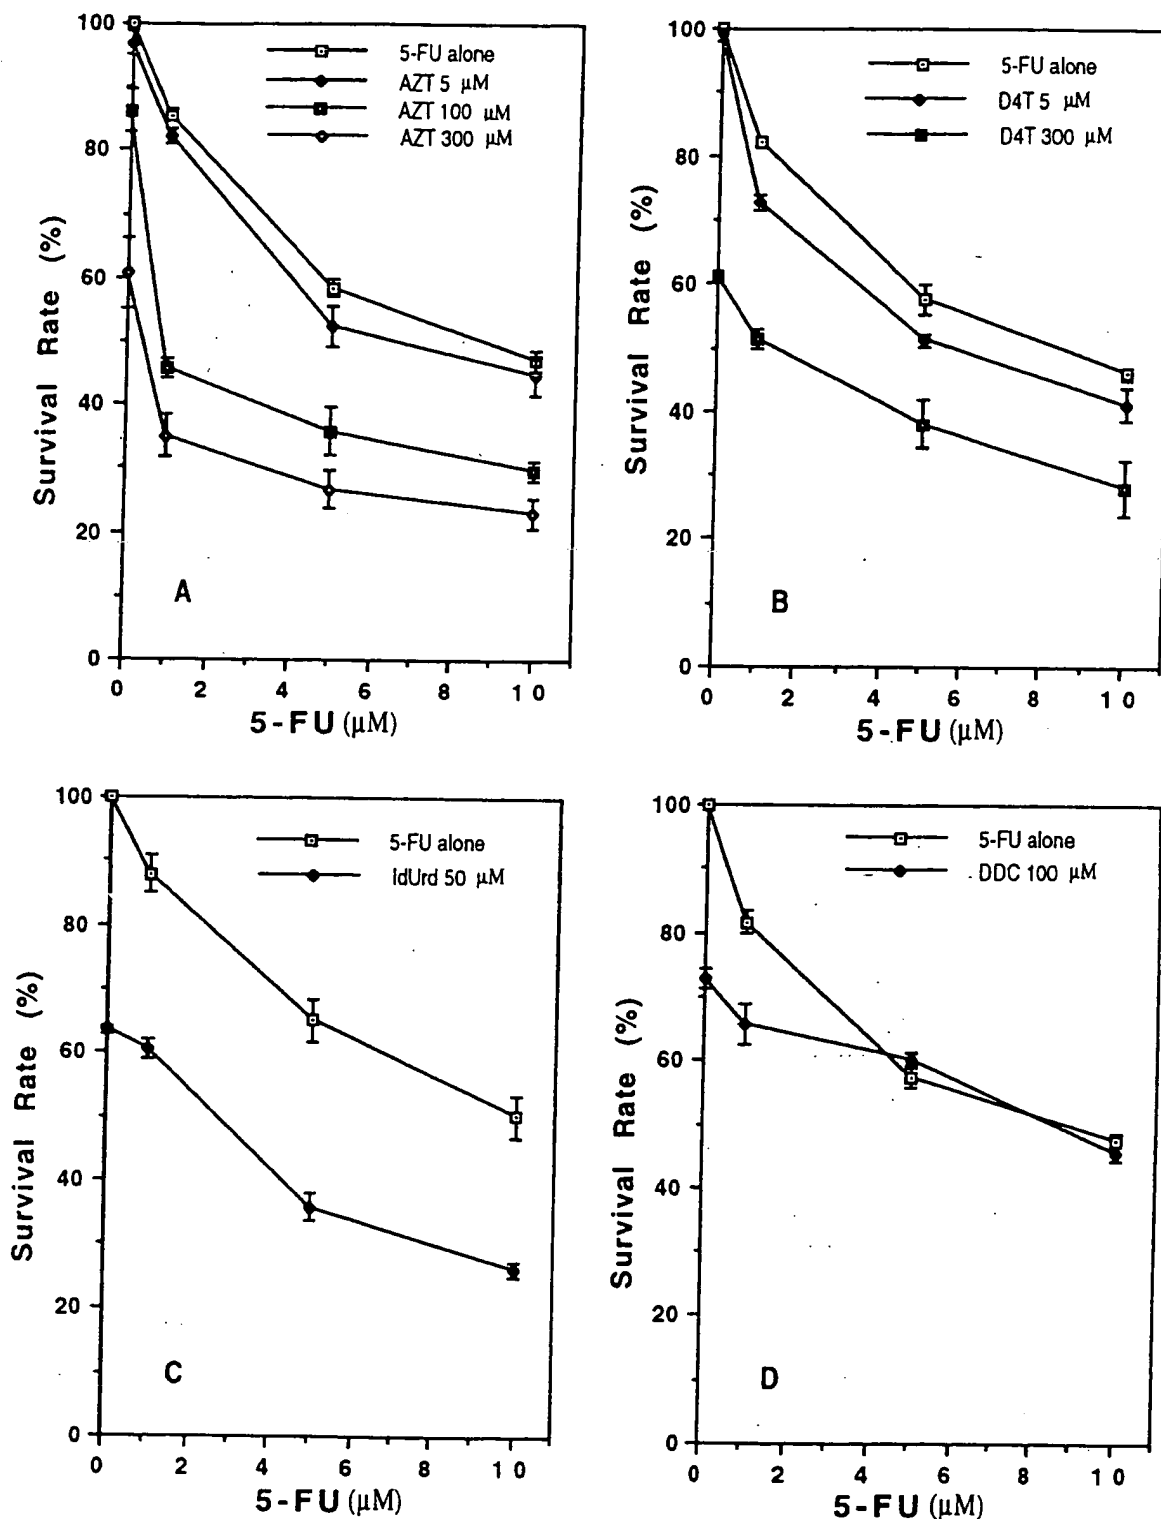 100
80
60
40
20
0
Survival Rate (%)
5-FU alone
AZT 5 µM
AZT 100 µM
AZT 300 µM
A
0 2 4 6 8 10
5-FU (µM)
100
80
60
40
20
0
Survival Rate (%)
5-FU alone
D4T 5 µM
D4T 300 µM
B
0 2 4 6 8 10
5-FU (µM)
100
80
60
40
20
0
Survival Rate (%)
5-FU alone
IdUrd 50 µM
C
0 2 4 6 8 10
5-FU (µM)
100
80
60
40
20
0
Survival Rate (%)
5-FU alone
DDC 100 µM
D
0 2 4 6 8 10
5-FU (µM)